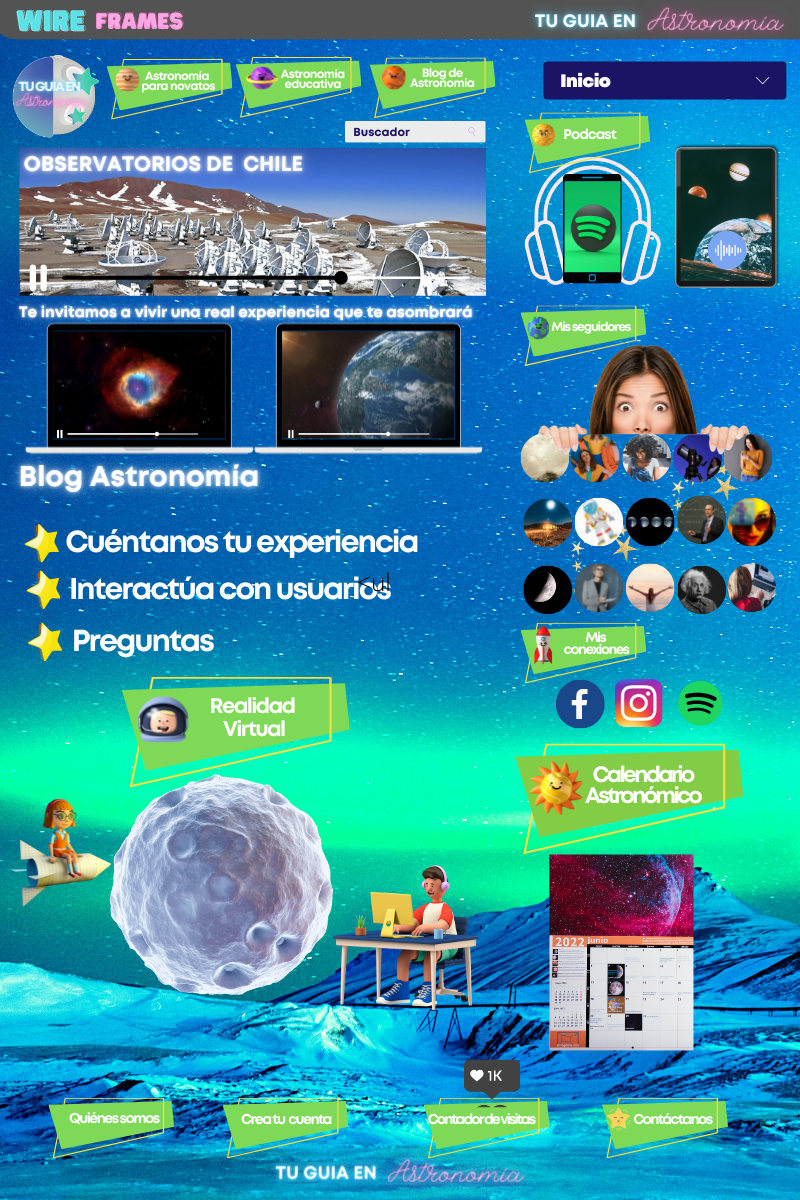 WIRE FRAMES
TU GUIA EN Astronomía
TU GUIA EN
Astronomía
Astronomía
para novatos
Astronomía
educativa
Blog de
Astronomia
Inicio
Buscador
Podcast
OBSERVATORIOS DE CHILE
Te invitamos a vivir una real experiencia que te asombrará
Mis seguidores
Blog Astronomía
Cuéntanos tu experiencia
Interactúa con usuarios
<ul
Preguntas
Mis
conexiones
Realidad
Virtual
Calendario
Astronómico
2022 junio
1K
Quiénes somos
Crea tu cuenta
Contador de visitas
Contáctanos
TU GUIA EN Astronomía